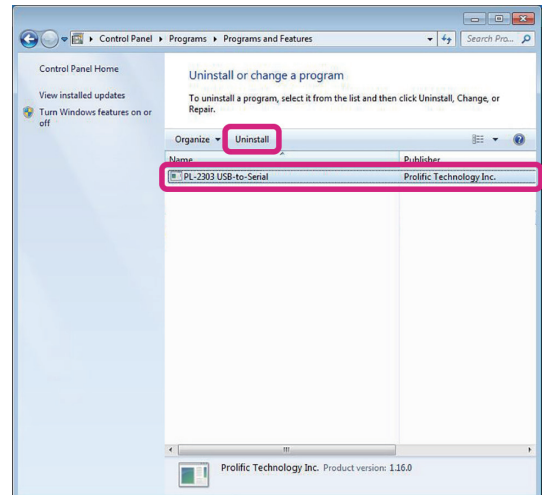 Control Panel ▸ Programs ▸ Programs and Features
Search Pro...
Control Panel Home
View installed updates
Turn Windows features on or
off
Uninstall or change a program
To uninstall a program, select it from the list and then click Uninstall, Change, or
Repair.
Organize
Uninstall
Name
Publisher
PL-2303 USB-to-Serial
Prolific Technology Inc.
Prolific Technology Inc. Product version: 1.16.0